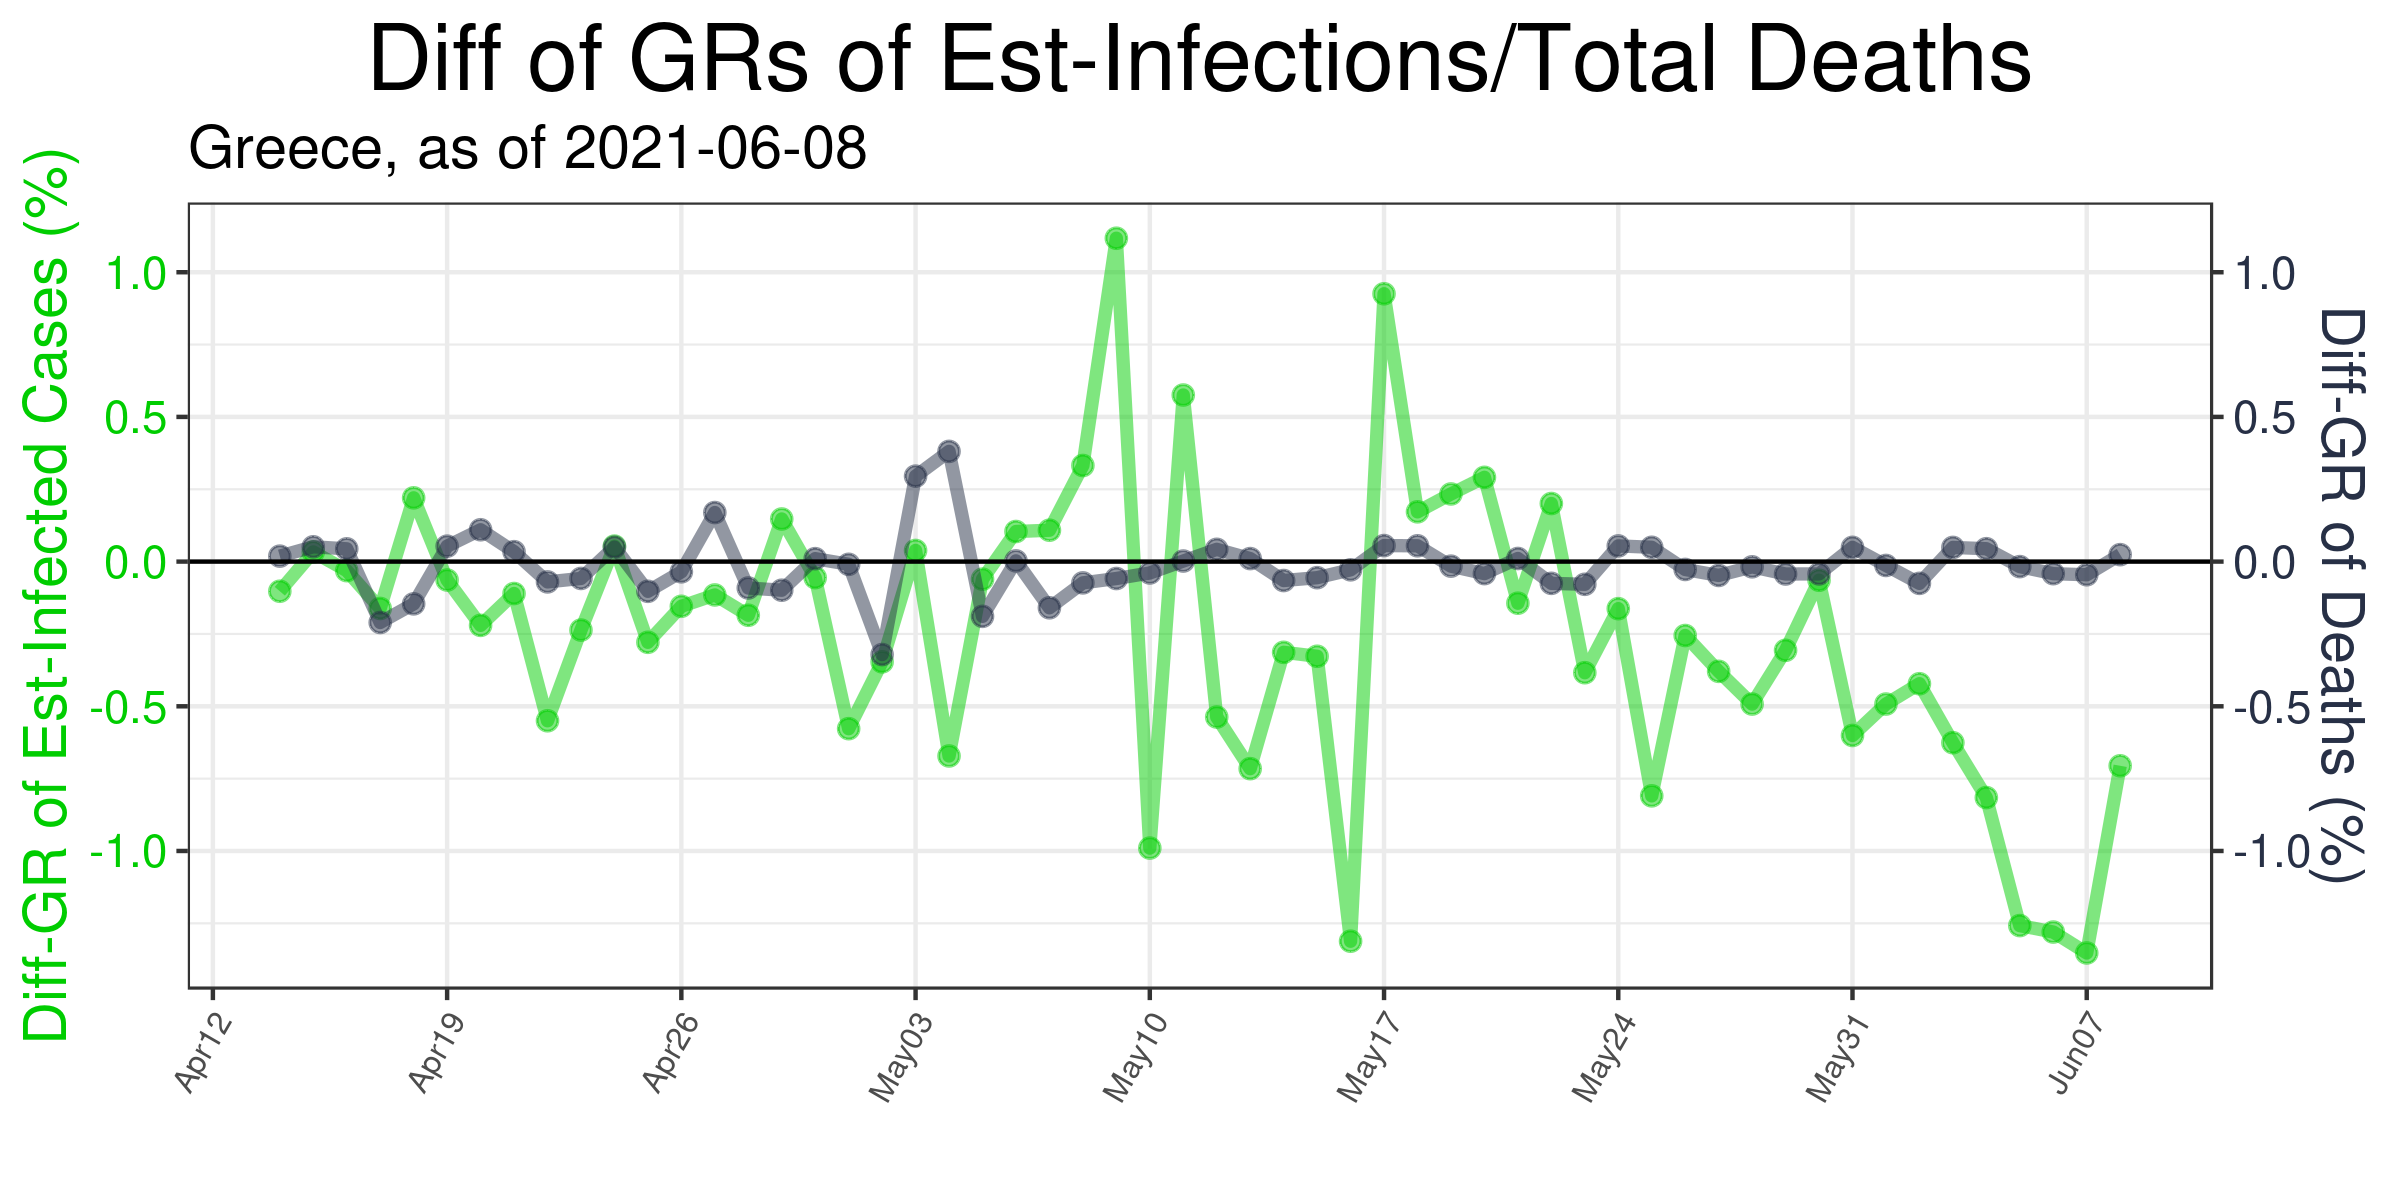 Diff of GRs of Est-Infections/Total Deaths
Greece, as of 2021-06-08
Diff-GR of Est-Infected Cases (%)
1.0
0.5
0.0
-0.5
-1.0
1.0
0.5
0.0
-0.5
-1.0
Diff-GR of Deaths (%)
Apr12
Apr19
Apr26
May03
May10
May17
May24
May31
Jun07